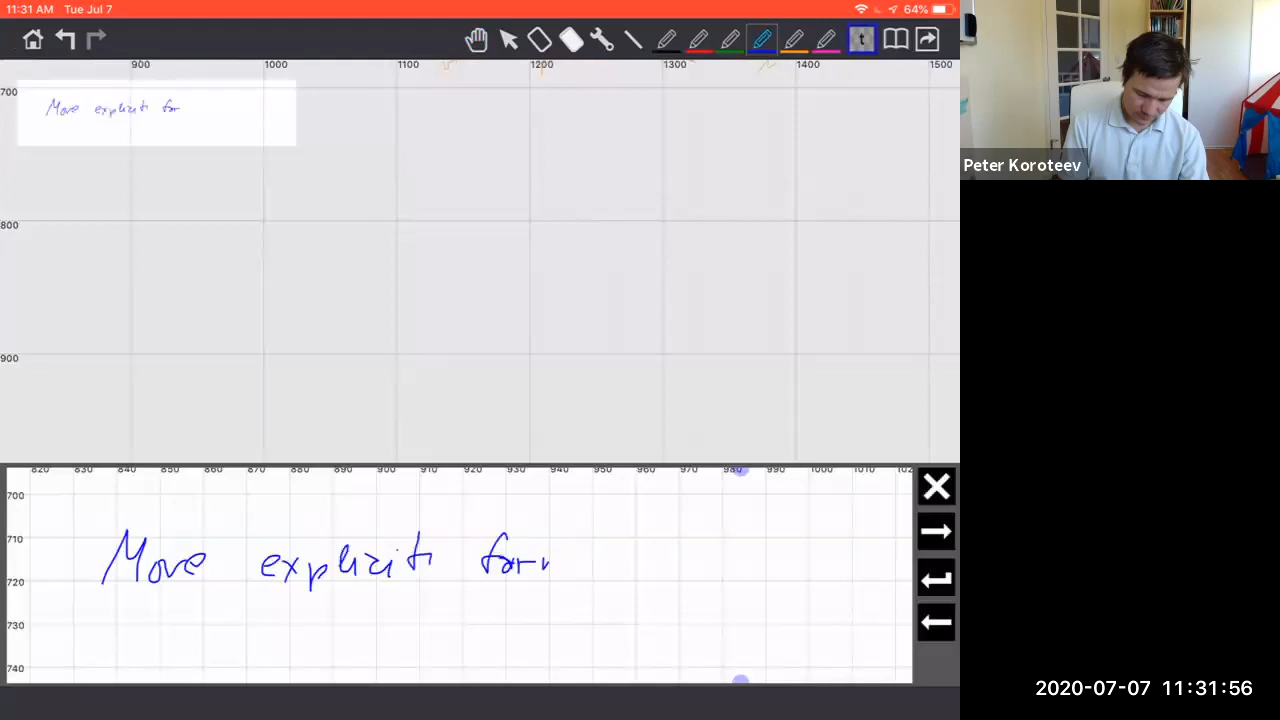 11:31 AM Tue Jul 7
64%
t
900 1000 1100 1200 1300 1400 1500
700
More explicit for
800
900
820 830 840 850 860 870 880 890 900 910 920 930 940 950 960 970 980 990 1000 1010 102
700
710
More explicit form
720
730
740
Peter Koroteev
2020-07-07 11:31:56